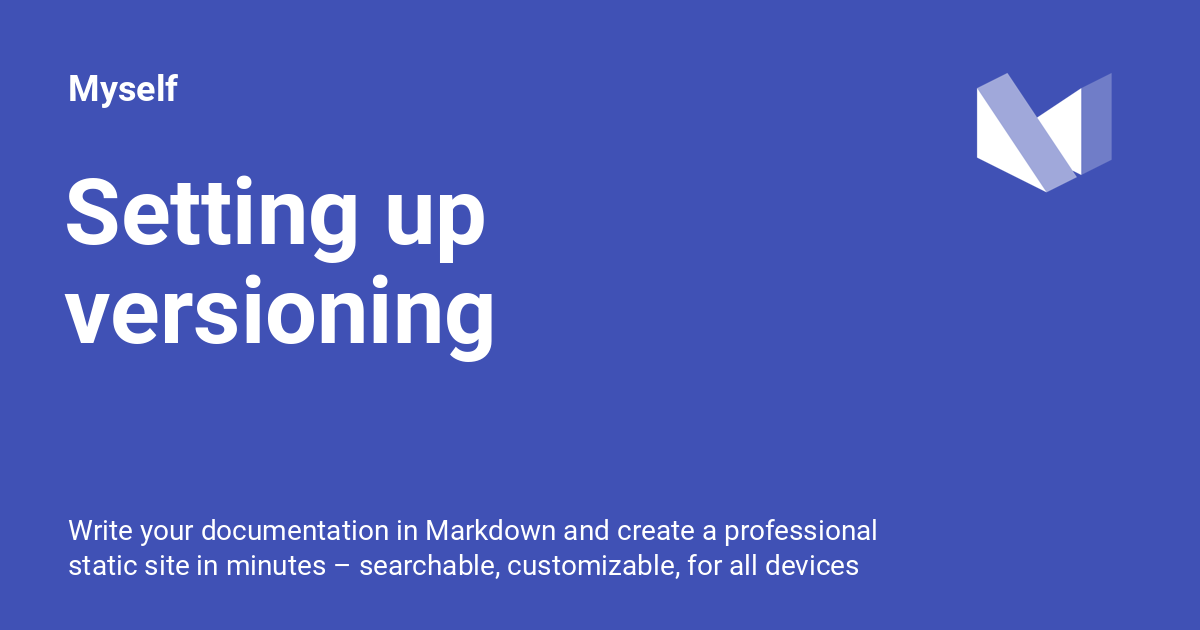 Myself
Setting up
versioning
Write your documentation in Markdown and create a professional
static site in minutes – searchable, customizable, for all devices